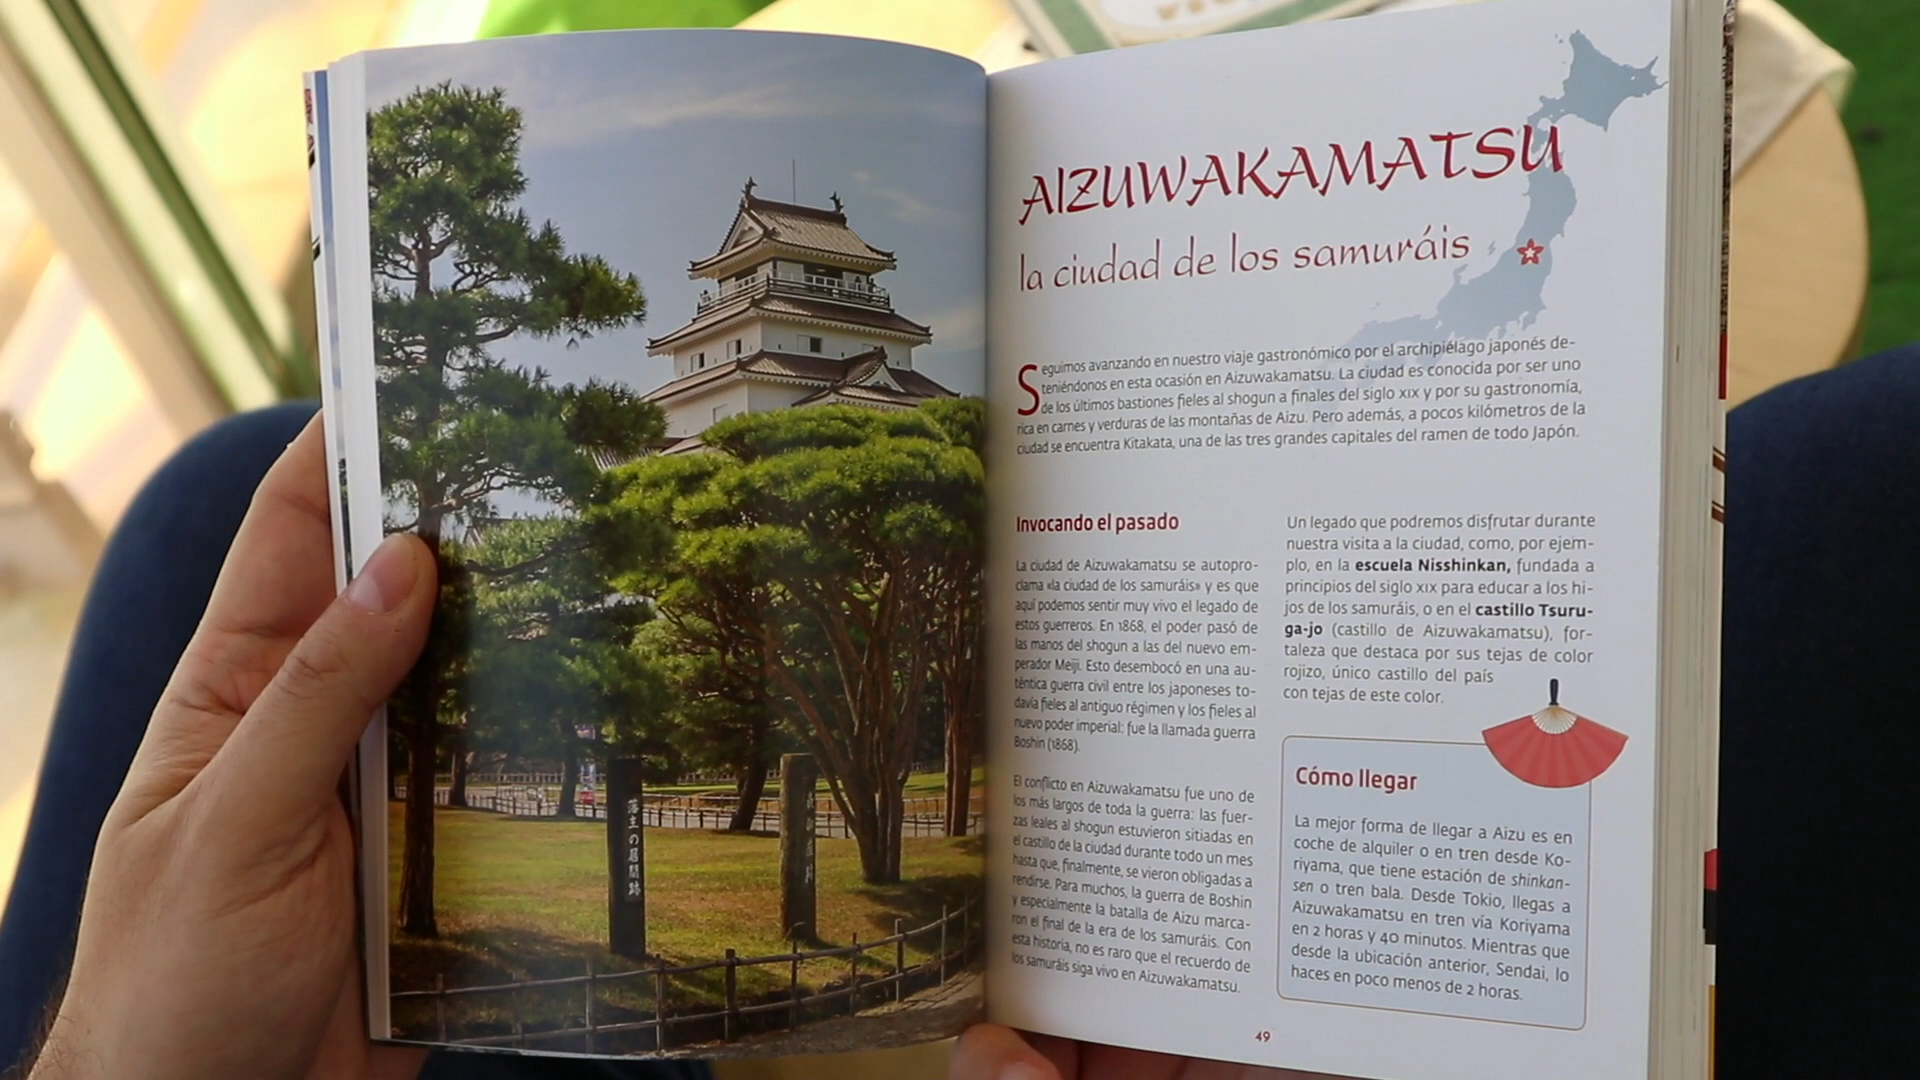 藩主の居間跡
AIZUWAKAMATSU
la ciudad de los samuráis
Seguimos avanzando en nuestro viaje gastronómico por el archipiélago japonés de-
teniéndonos en esta ocasión en Aizuwakamatsu. La ciudad es conocida por ser uno
de los últimos bastiones fieles al shogun a finales del siglo XIX y por su gastronomía,
rica en carnes y verduras de las montañas de Aizu. Pero además, a pocos kilómetros de la
ciudad se encuentra Kitakata, una de las tres grandes capitales del ramen de todo Japón.
Invocando el pasado
La ciudad de Aizuwakamatsu se autopro-
clama «la ciudad de los samuráis» y es que
aquí podemos sentir muy vivo el legado de
estos guerreros. En 1868, el poder pasó de
las manos del shogun a las del nuevo em-
perador Meiji. Esto desembocó en una au-
téntica guerra civil entre los japoneses to-
davía fieles al antiguo régimen y los fieles al
nuevo poder imperial: fue la llamada guerra
Boshin (1868).
El conflicto en Aizuwakamatsu fue uno de
los más largos de toda la guerra: las fuer-
zas leales al shogun estuvieron sitiadas en
el castillo de la ciudad durante todo un mes
hasta que, finalmente, se vieron obligadas a
rendirse. Para muchos, la guerra de Boshin
y especialmente la batalla de Aizu marca-
ron el final de la era de los samuráis. Con
esta historia, no es raro que el recuerdo de
los samuráis siga vivo en Aizuwakamatsu.
Un legado que podremos disfrutar durante
nuestra visita a la ciudad, como, por ejem-
plo, en la escuela Nisshinkan, fundada a
principios del siglo XIX para educar a los hi-
jos de los samuráis, o en el castillo Tsuru-
ga-jo (castillo de Aizuwakamatsu), for-
taleza que destaca por sus tejas de color
rojizo, único castillo del país
con tejas de este color.
Cómo llegar
La mejor forma de llegar a Aizu es en
coche de alquiler o en tren desde Ko-
riyama, que tiene estación de shinkan-
sen o tren bala. Desde Tokio, llegas a
Aizuwakamatsu en tren vía Koriyama
en 2 horas y 40 minutos. Mientras que
desde la ubicación anterior, Sendai, lo
haces en poco menos de 2 horas.
49